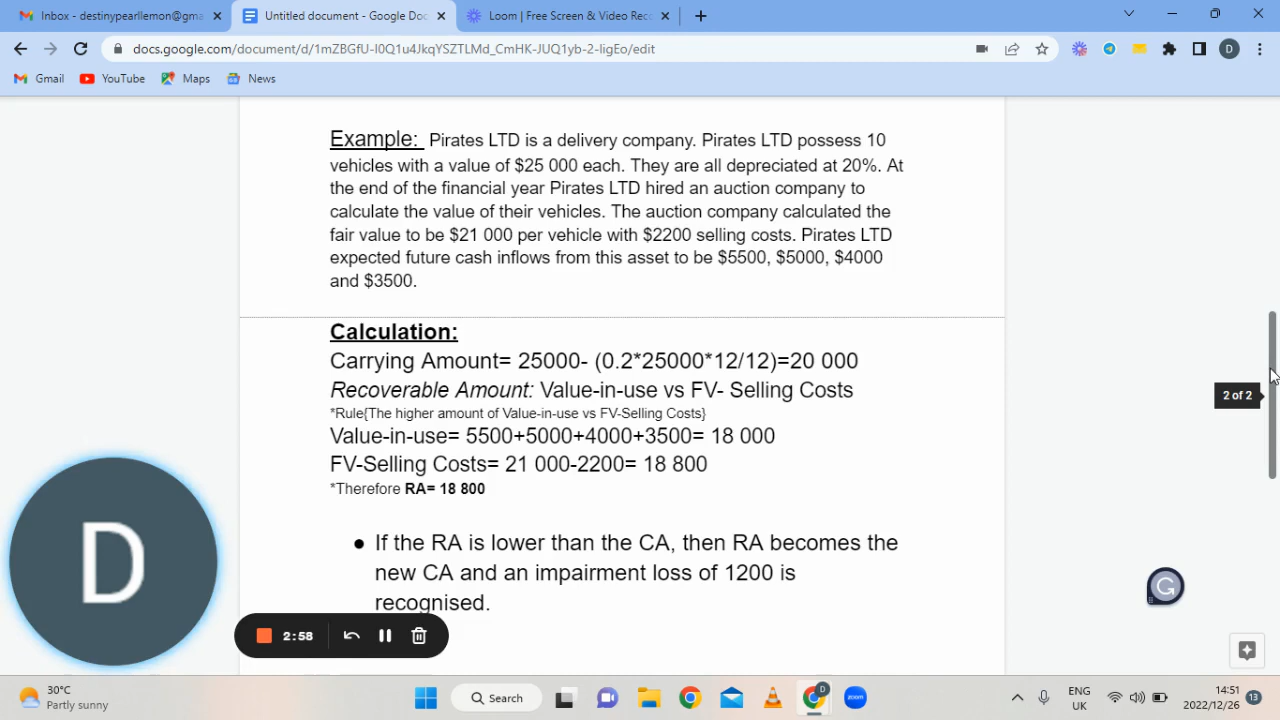 Inbox - destinypearllemon@gma
Untitled document - Google Doc
Loom | Free Screen & Video Rec
docs.google.com/document/d/1mZBGfU-I0Q1u4JkqYSZTLMd_CmHK-JUQ1yb-2-ligEo/edit
D
Gmail
YouTube
Maps
News
Example: Pirates LTD is a delivery company. Pirates LTD possess 10
vehicles with a value of $25 000 each. They are all depreciated at 20%. At
the end of the financial year Pirates LTD hired an auction company to
calculate the value of their vehicles. The auction company calculated the
fair value to be $21 000 per vehicle with $2200 selling costs. Pirates LTD
expected future cash inflows from this asset to be $5500, $5000, $4000
and $3500.
Calculation:
Carrying Amount= 25000- (0.2*25000*12/12)=20 000
Recoverable Amount: Value-in-use vs FV- Selling Costs
*Rule{The higher amount of Value-in-use vs FV-Selling Costs}
Value-in-use= 5500+5000+4000+3500= 18 000
FV-Selling Costs= 21 000-2200= 18 800
*Therefore RA= 18 800
If the RA is lower than the CA, then RA becomes the
new CA and an impairment loss of 1200 is
recognised.
2 of 2
D
2:58
30°C
Partly sunny
Search
D
zoom
ENG
UK
14:51
2022/12/26
13